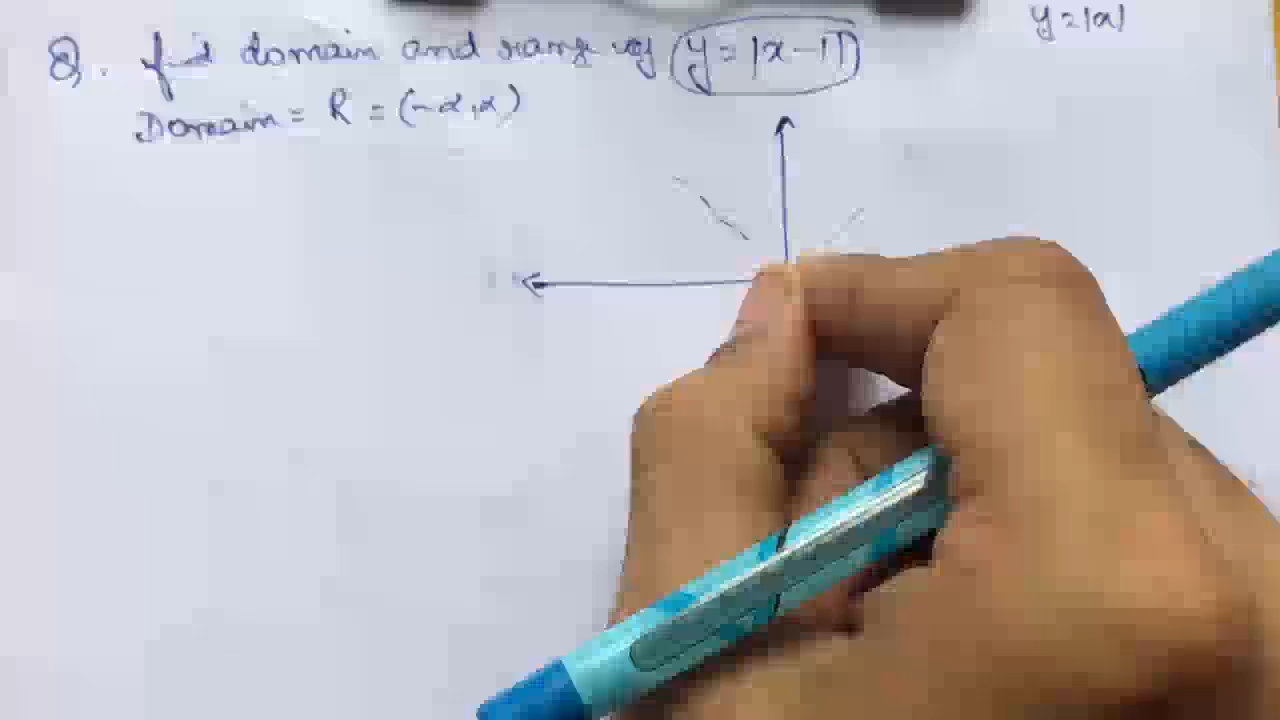 Q. find domain and range of y = |x - 1|
y = |x|
Domain = R = (-∝, ∝)